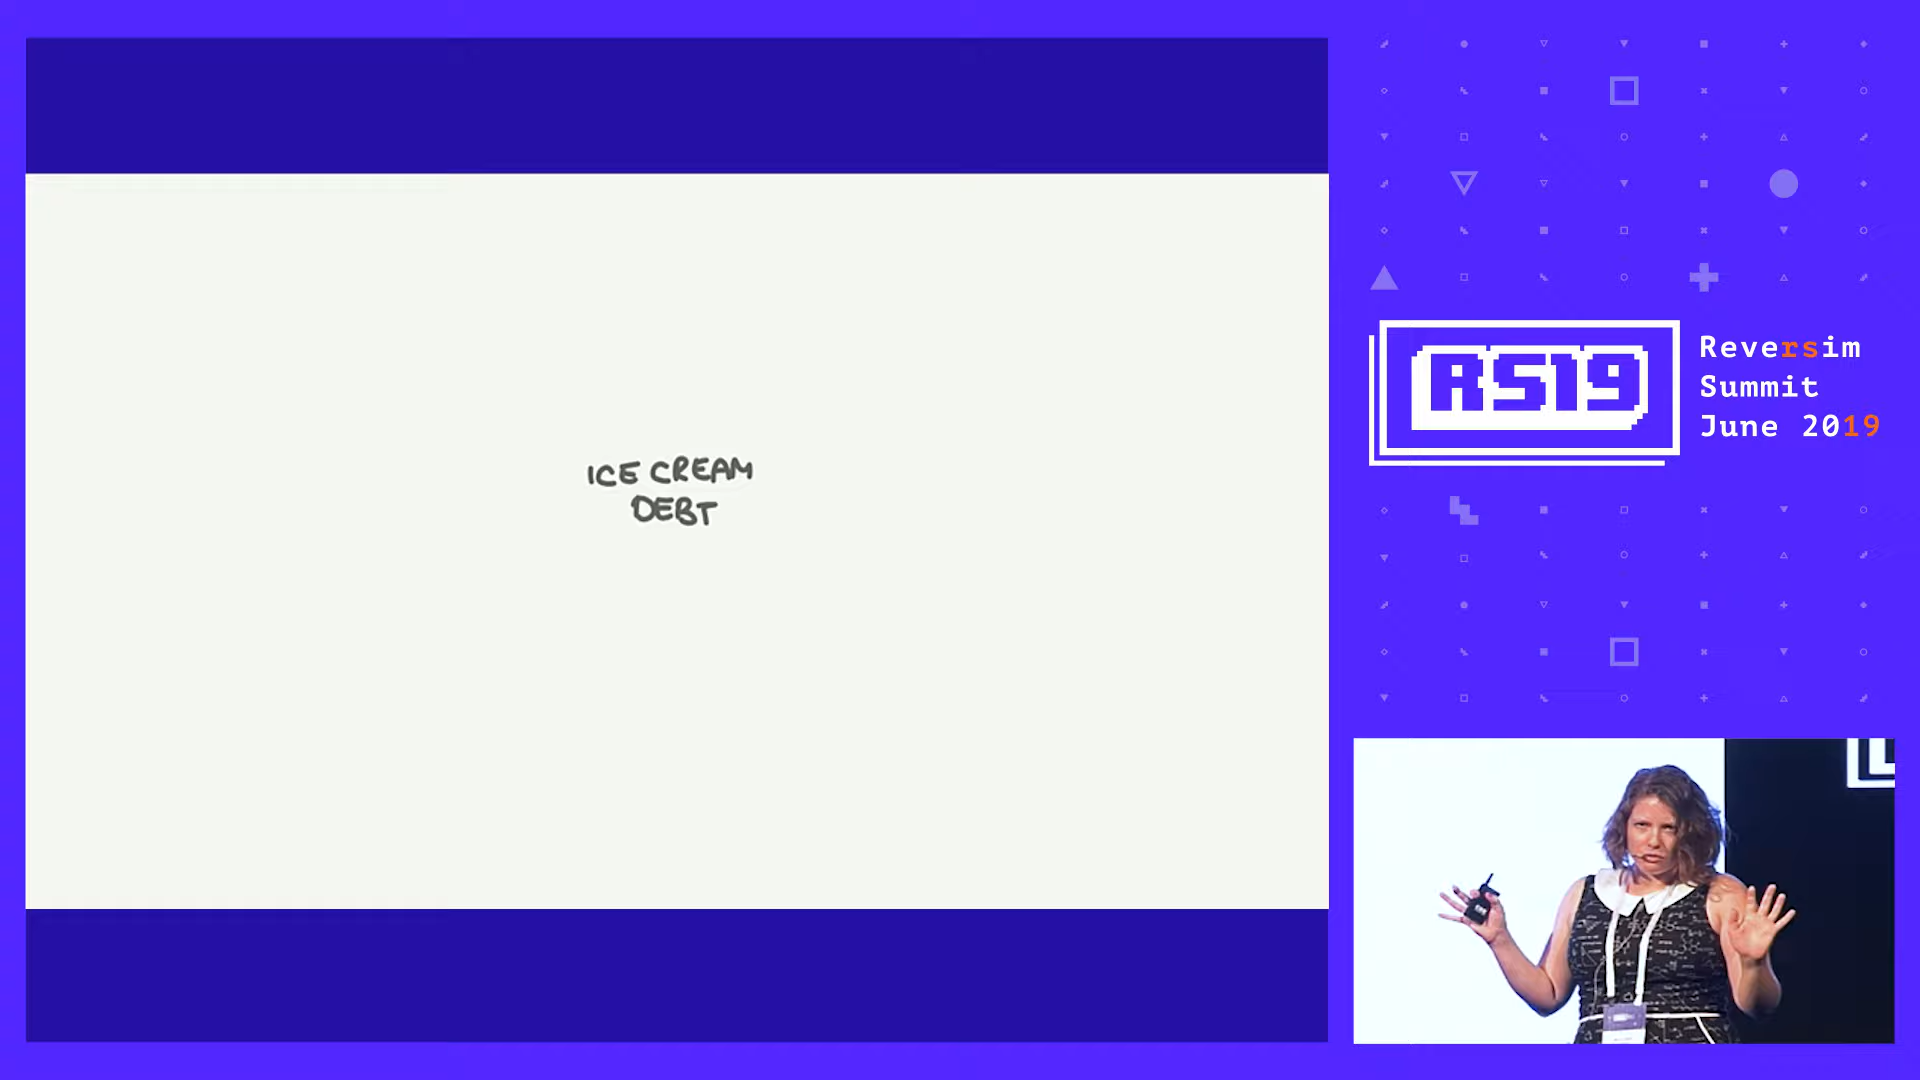 ICE CREAM
DEBT
RS19
Reversim
Summit
June 2019